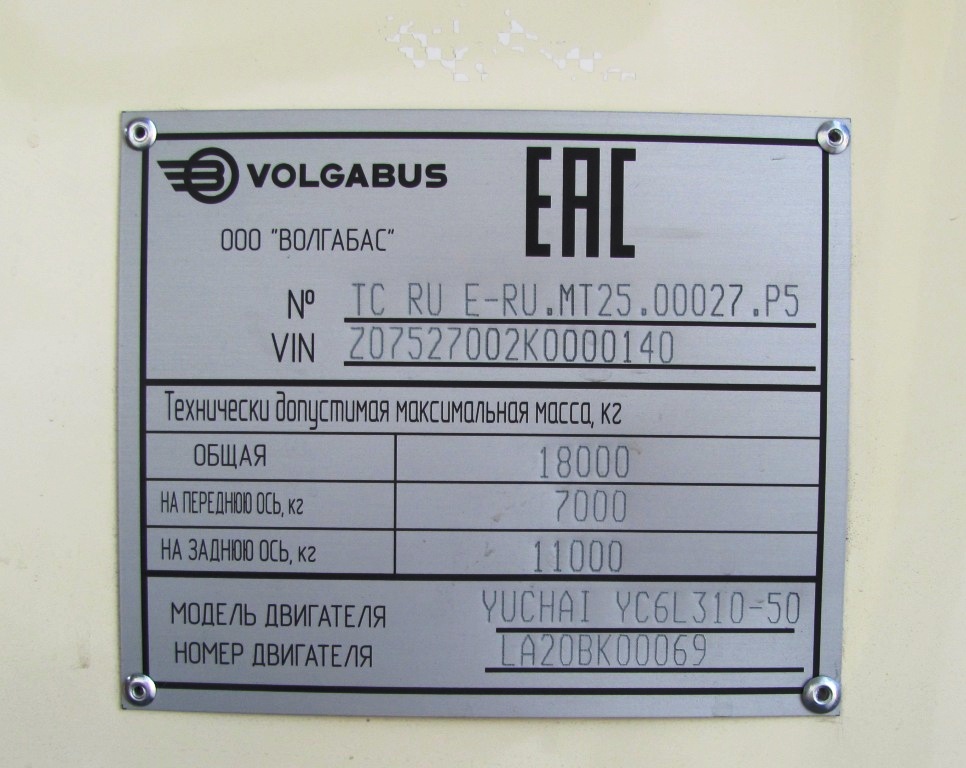 VOLGABUS
ЕАС
ООО "ВОЛГАБАС"
№ TC RU E-RU.MT25.00027.P5
VIN Z07527002K0000140
Технически допустимая максимальная масса, кг
ОБЩАЯ 18000
НА ПЕРЕДНЮЮ ОСЬ, кг 7000
НА ЗАДНЮЮ ОСЬ, кг 11000
МОДЕЛЬ ДВИГАТЕЛЯ YUCHAI YC6L310-50
НОМЕР ДВИГАТЕЛЯ LA20BK00069